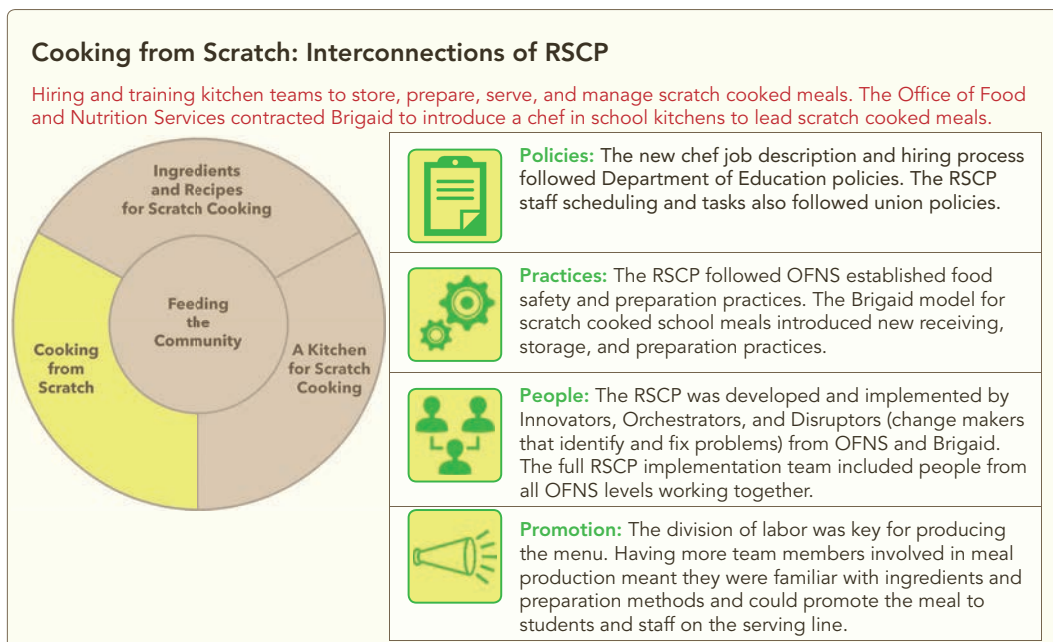 Cooking from Scratch: Interconnections of RSCP
Hiring and training kitchen teams to store, prepare, serve, and manage scratch cooked meals. The Office of Food
and Nutrition Services contracted Brigaid to introduce a chef in school kitchens to lead scratch cooked meals.
Ingredients
and Recipes
for Scratch Cooking
Feeding
the
Community
Cooking
from
Scratch
A Kitchen
for Scratch
Cooking
Policies: The new chef job description and hiring process
followed Department of Education policies. The RSCP
staff scheduling and tasks also followed union policies.
Practices: The RSCP followed OFNS established food
safety and preparation practices. The Brigaid model for
scratch cooked school meals introduced new receiving,
storage, and preparation practices.
People: The RSCP was developed and implemented by
Innovators, Orchestrators, and Disruptors (change makers
that identify and fix problems) from OFNS and Brigaid.
The full RSCP implementation team included people from
all OFNS levels working together.
Promotion: The division of labor was key for producing
the menu. Having more team members involved in meal
production meant they were familiar with ingredients and
preparation methods and could promote the meal to
students and staff on the serving line.